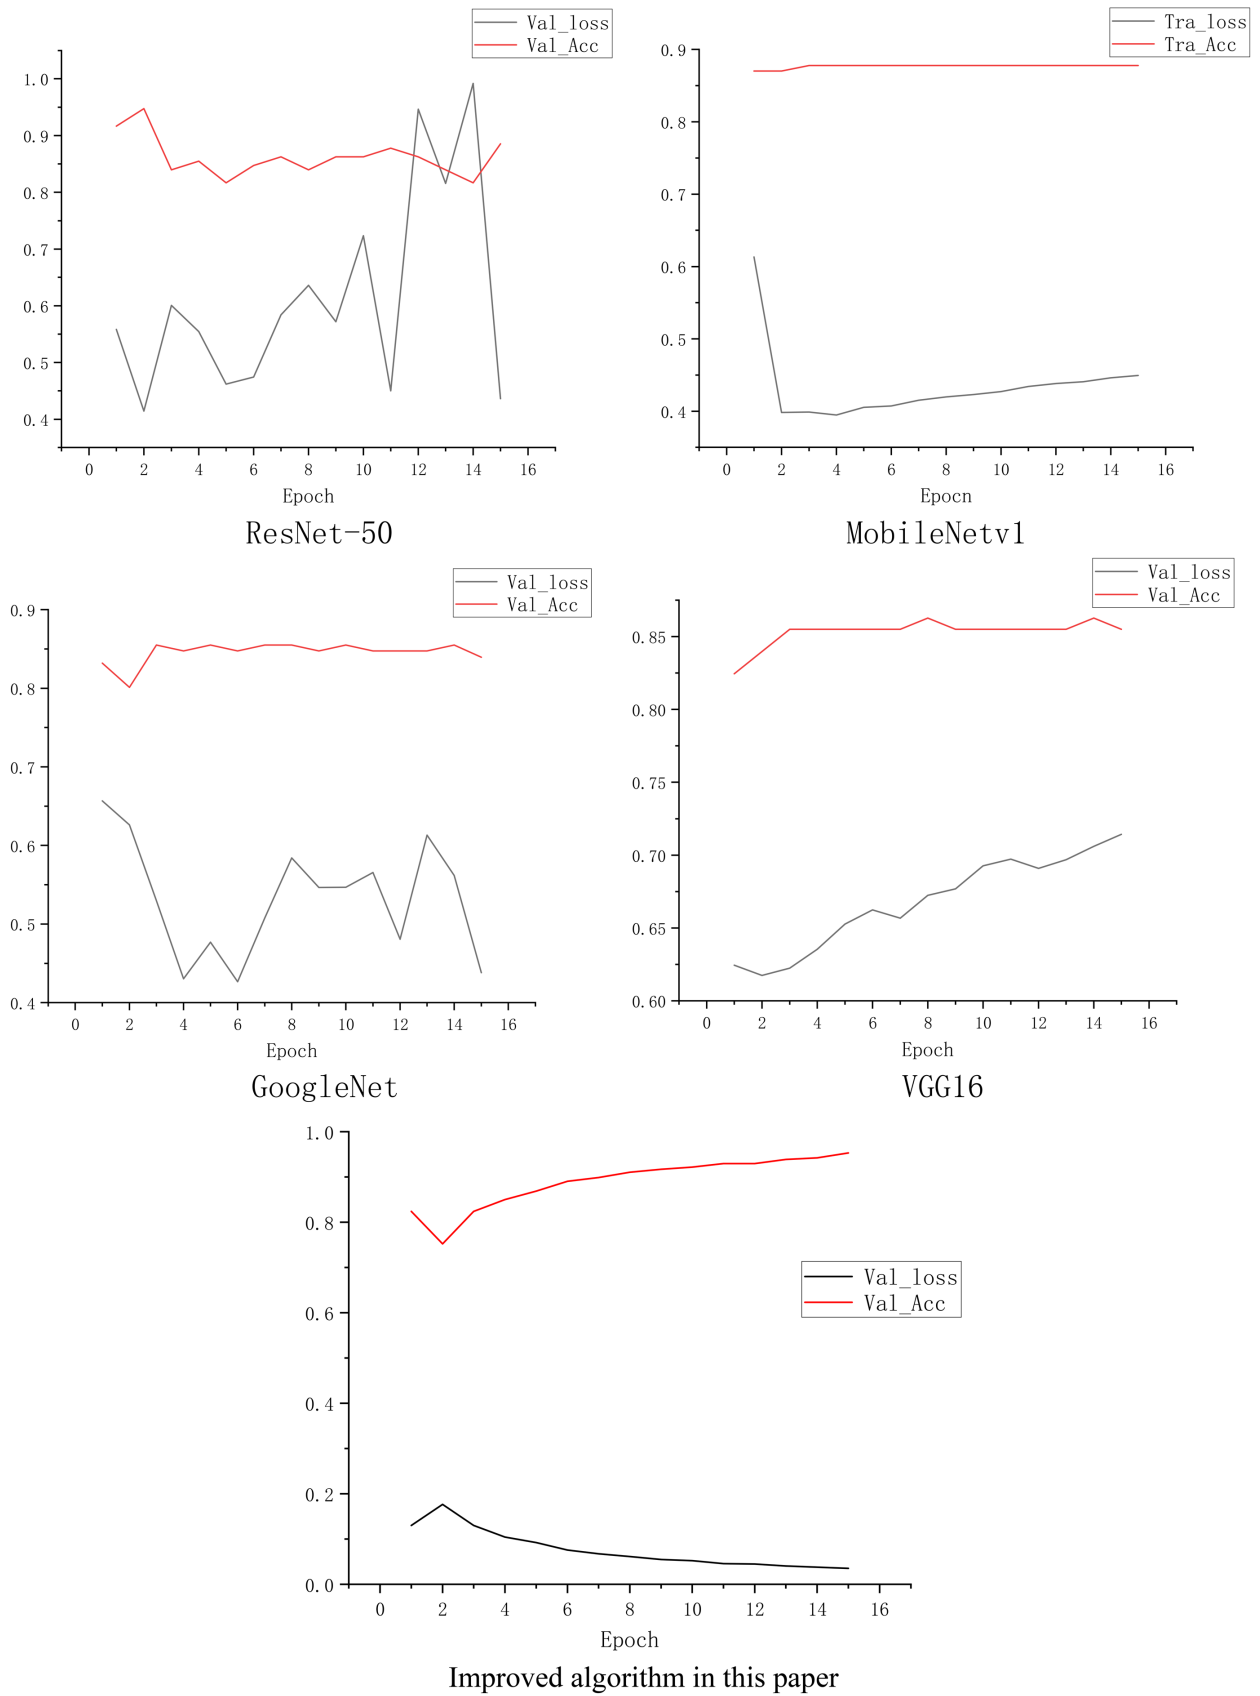 Val_loss
Val_Acc
1.0
0.9
0.8
0.7
0.6
0.5
0.4
0 2 4 6 8 10 12 14 16
Epoch
ResNet-50
Tra_loss
Tra_Acc
0.9
0.8
0.7
0.6
0.5
0.4
0 2 4 6 8 10 12 14 16
Epocn
MobileNetv1
Val_loss
Val_Acc
0.9
0.8
0.7
0.6
0.5
0.4
0 2 4 6 8 10 12 14 16
Epoch
GoogleNet
Val_loss
Val_Acc
0.85
0.80
0.75
0.70
0.65
0.60
0 2 4 6 8 10 12 14 16
Epoch
VGG16
1.0
0.8
0.6
0.4
0.2
0.0
Val_loss
Val_Acc
0 2 4 6 8 10 12 14 16
Epoch
Improved algorithm in this paper